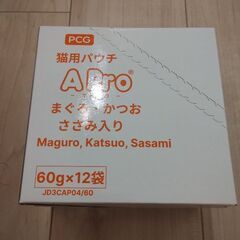 PCG
猫用パウチ
APro®
まぐろ・かつお
ささみ入り
Maguro, Katsuo, Sasami
60g×12袋
JD3CAP04/60